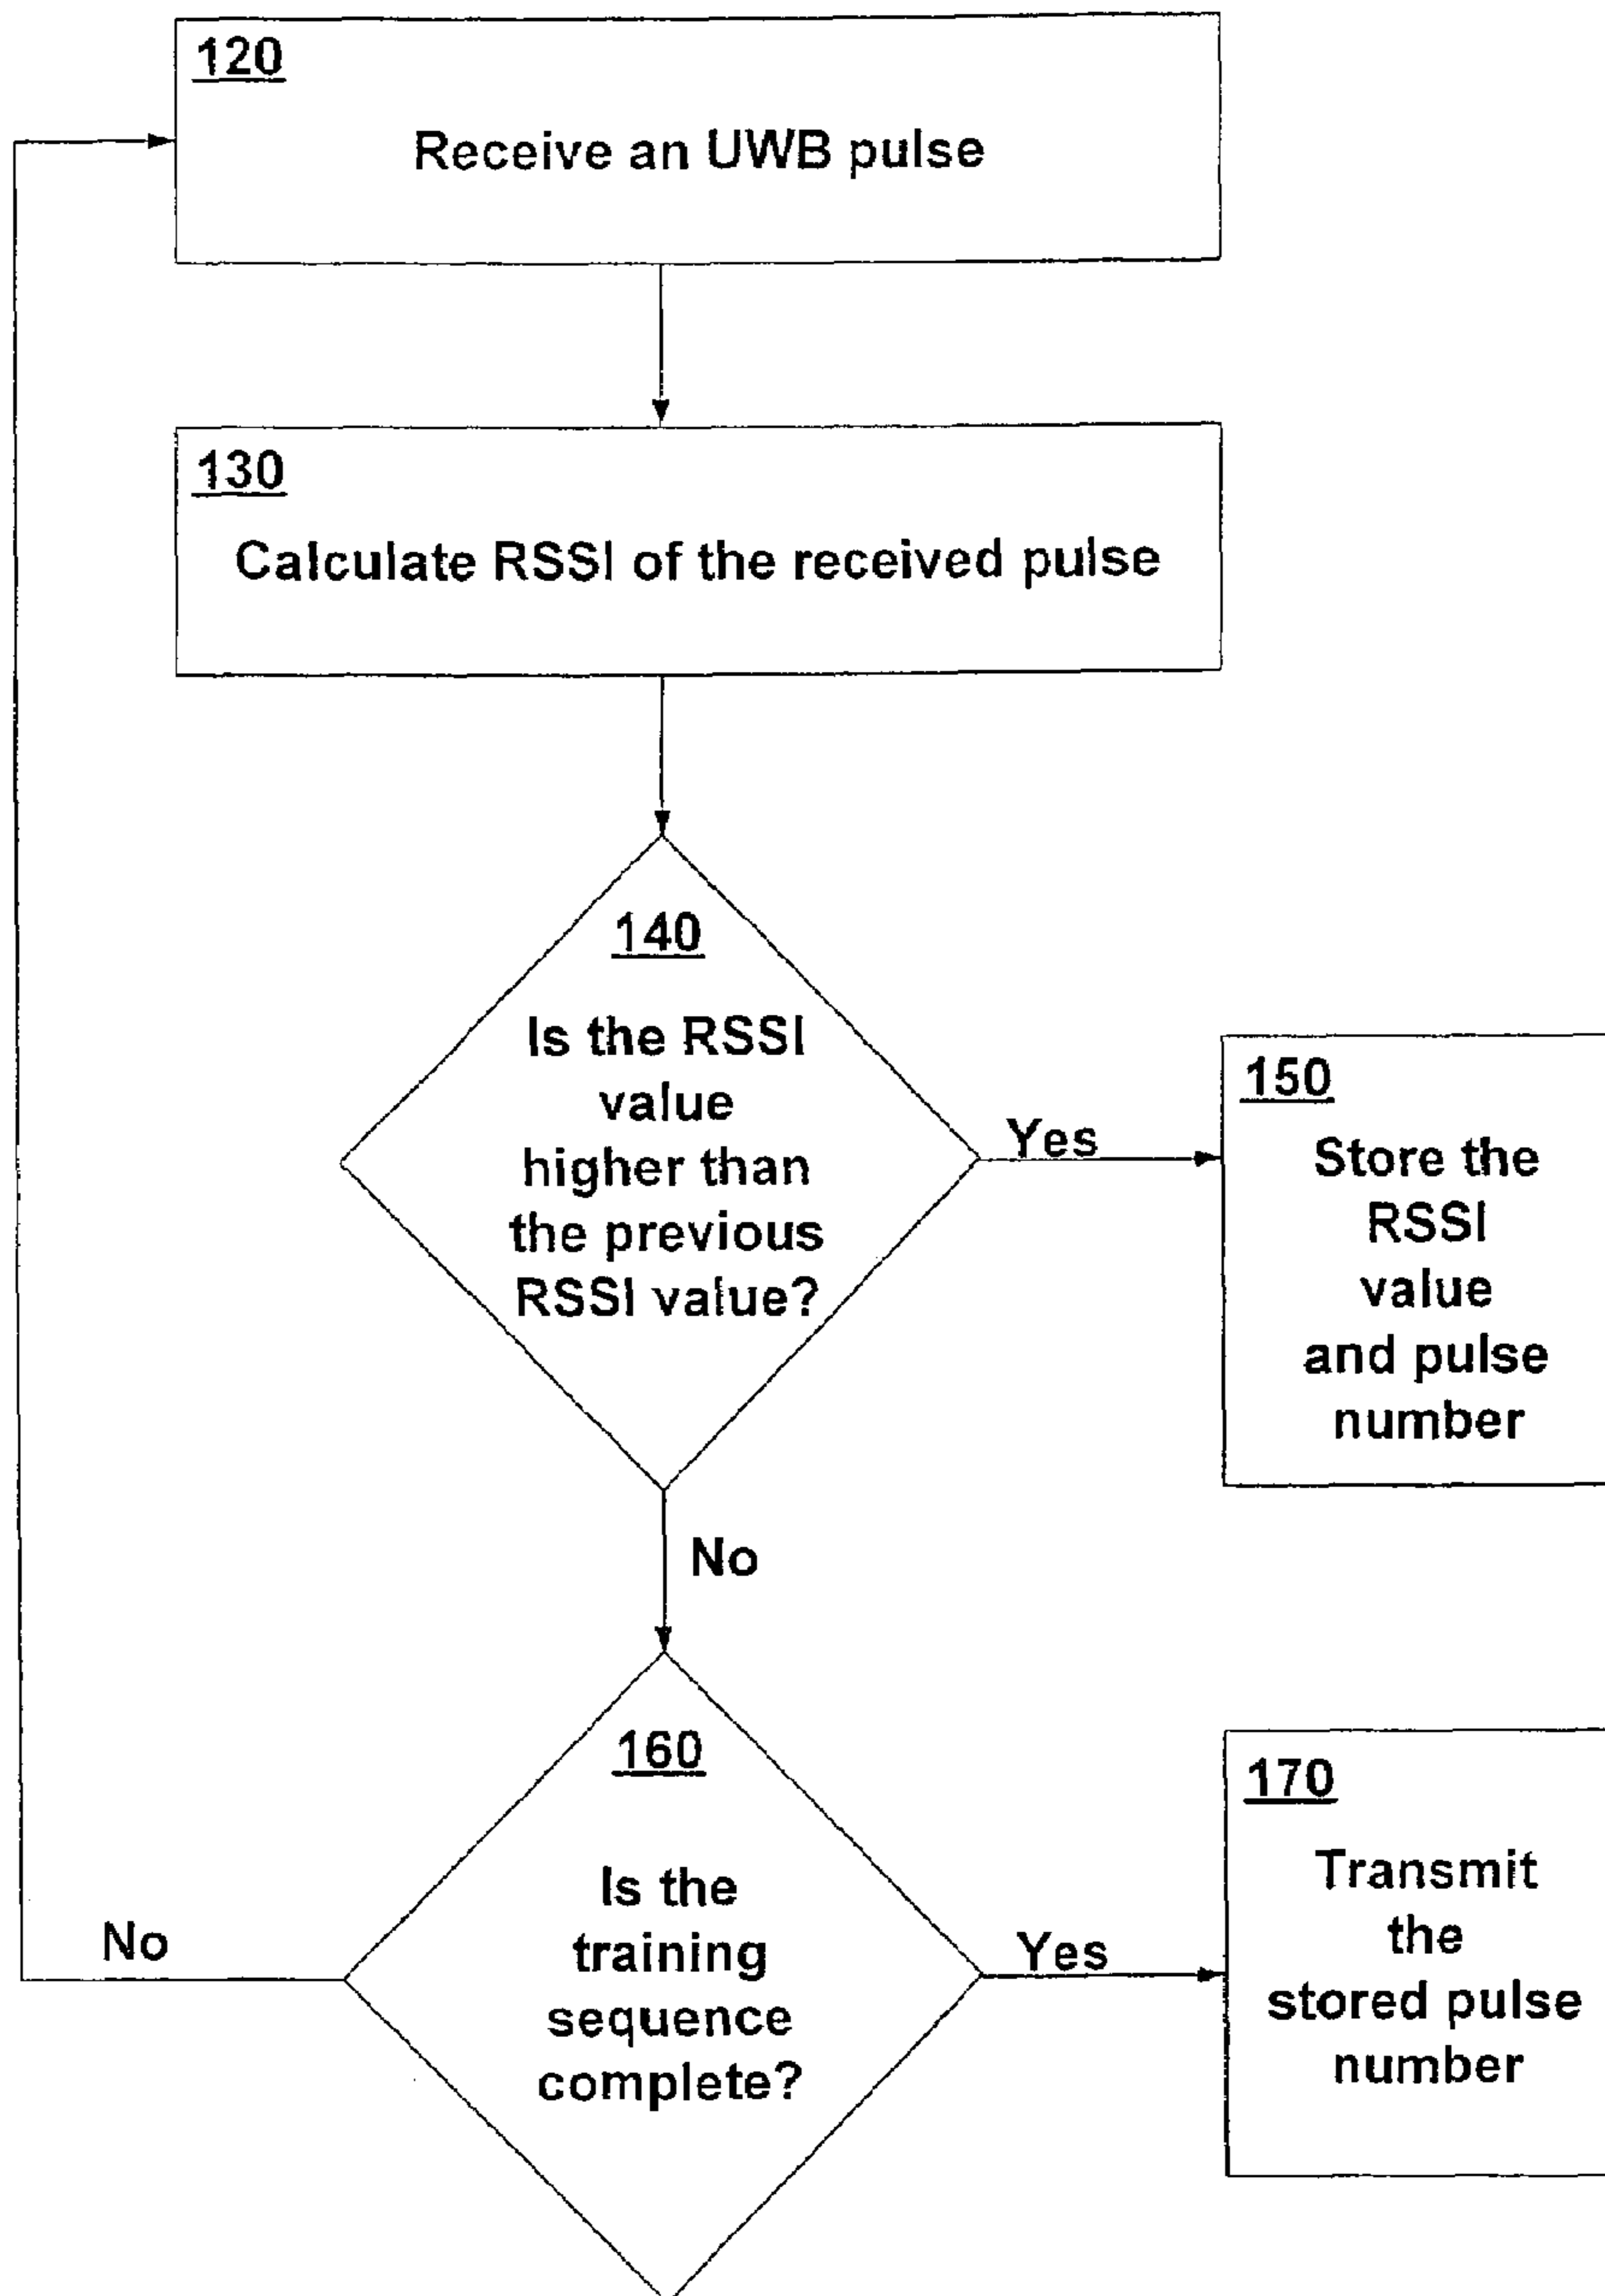 120
Receive an UWB pulse
130
Calculate RSSI of the received pulse
140
Is the RSSI
value
higher than
the previous
RSSI value?
Yes
150
Store the
RSSI
value
and pulse
number
No
160
Is the
training
sequence
complete?
No
Yes
170
Transmit
the
stored pulse
number